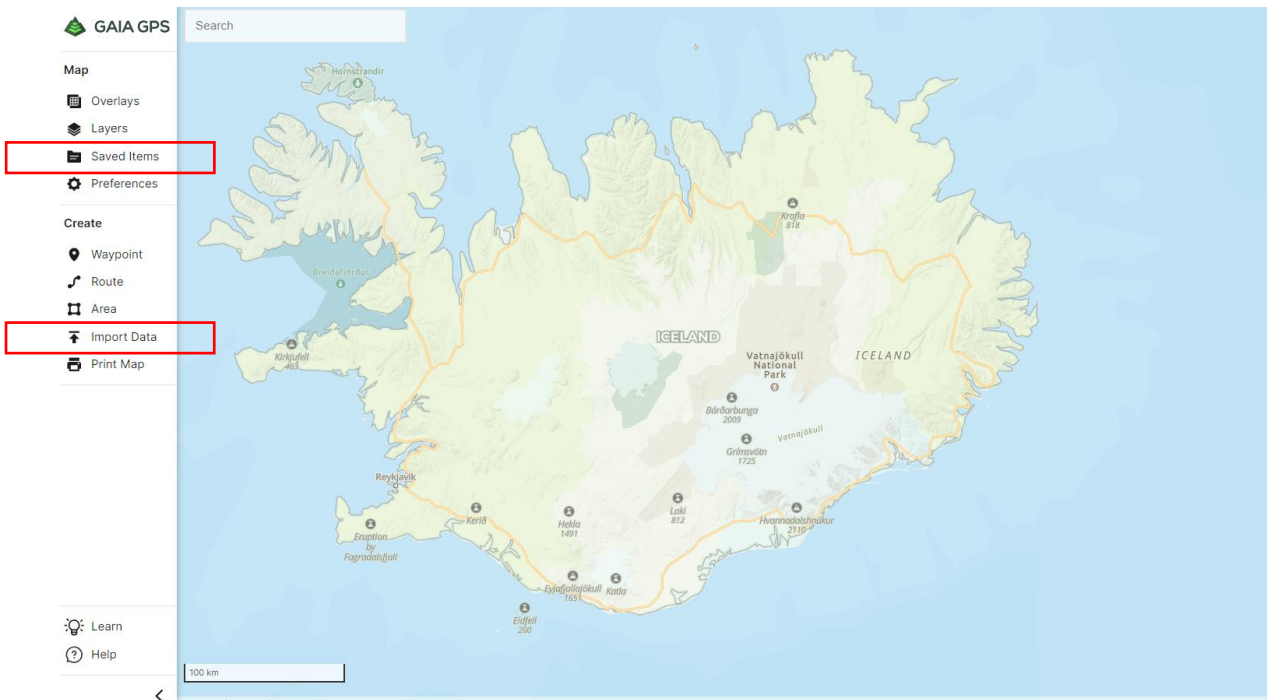 GAIA GPS
Search
Map
Overlays
Layers
Saved Items
Preferences
Create
Waypoint
Route
Area
Import Data
Print Map
Learn
Help
Hornstrandir
Krafla
818
Breiðafjörður
ICELAND
Kirkjufell
463
Vatnajökull
National
Park
ICELAND
Bárðarbunga
2009
Vatnajökull
Grímsvötn
1725
Reykjavik
Kerið
Hekla
1491
Laki
812
Hvannadalshnúkur
2110
Eruption
by
Fagradalsfjall
Eyjafjallajökull
1651
Katla
Eldfell
200
100 km